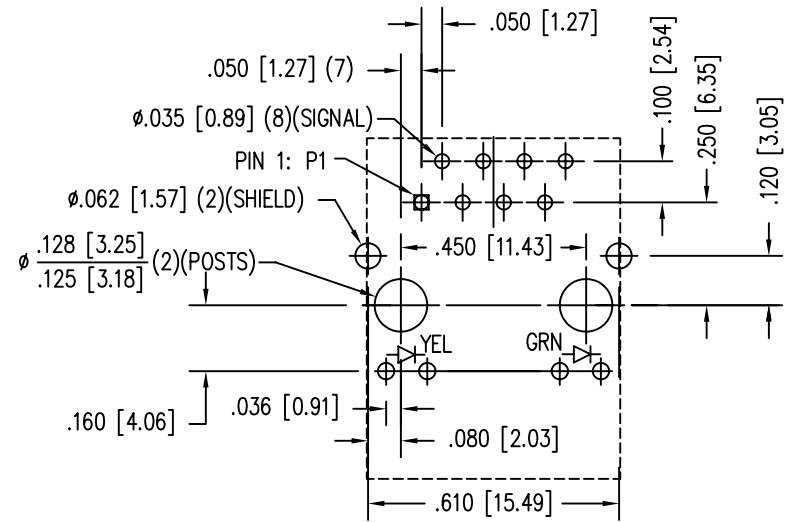 .050 [1.27]
.050 [1.27] (7)
.100 [2.54]
.250 [6.35]
.120 [3.05]
ø.035 [0.89] (8)(SIGNAL)
PIN 1: P1
ø.062 [1.57] (2)(SHIELD)
.450 [11.43]
ø .128 [3.25]
.125 [3.18] (2)(POSTS)
YEL
GRN
.036 [0.91]
.160 [4.06]
.080 [2.03]
.610 [15.49]